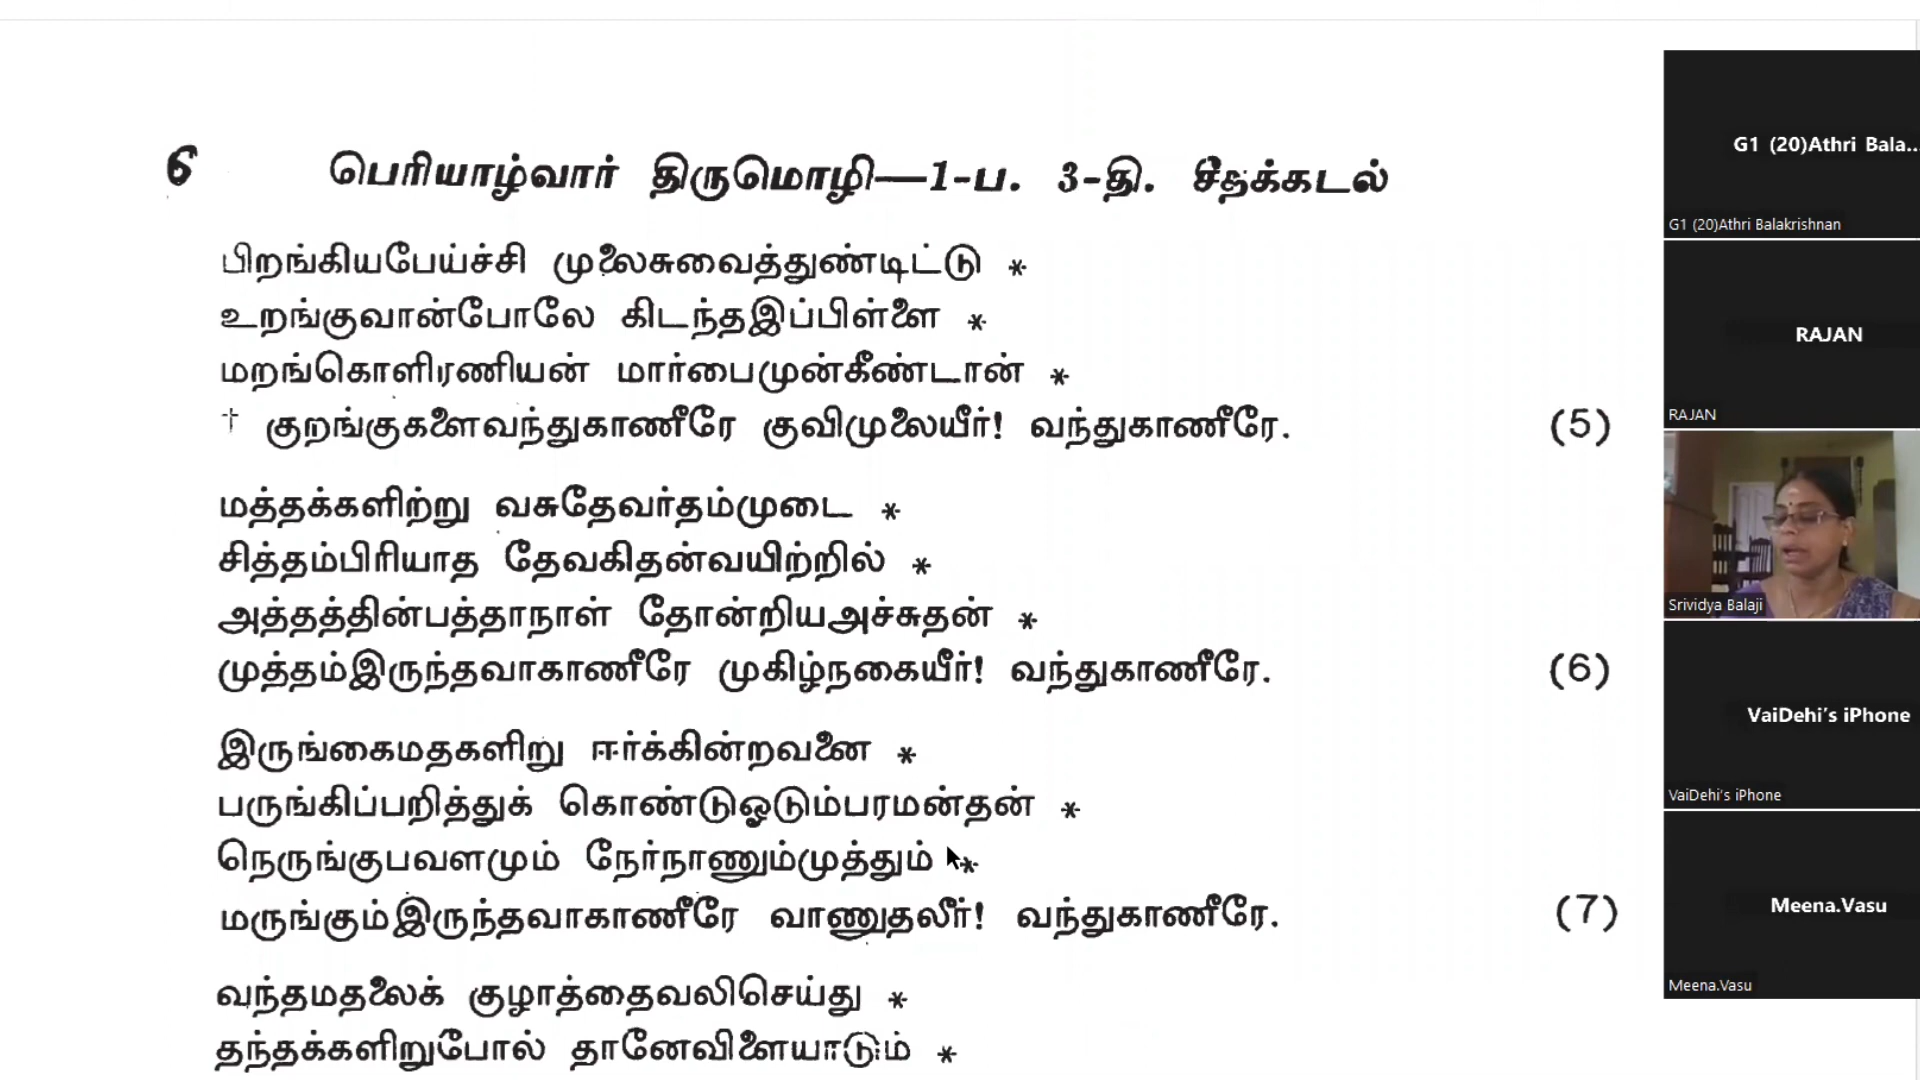 6 பெரியாழ்வார் திருமொழி—1-ப. 3-தி. சீதக்கடல்
பிறங்கியபேய்ச்சி முலைசுவைத்துண்டிட்டு *
உறங்குவான்போலே கிடந்தஇப்பிள்ளை *
மறங்கொளிரணியன் மார்பைமுன்கீண்டான் *
† குறங்குகளைவந்துகாணீரே குவிமுலையீர்! வந்துகாணீரே. (5)
மத்தக்களிற்று வசுதேவர்தம்முடை *
சித்தம்பிரியாத தேவகிதன்வயிற்றில் *
அத்தத்தின்பத்தாநாள் தோன்றியஅச்சுதன் *
முத்தம்இருந்தவாகாணீரே முகிழ்நகையீர்! வந்துகாணீரே. (6)
இருங்கைமதகளிறு ஈர்க்கின்றவனை *
பருங்கிப்பறித்துக் கொண்டுஓடும்பரமன்தன் *
நெருங்குபவளமும் நேர்நாணும்முத்தும் *
மருங்கும்இருந்தவாகாணீரே வாணுதலீர்! வந்துகாணீரே. (7)
வந்தமதலைக் குழாத்தைவலிசெய்து *
தந்தக்களிறுபோல் தானேவிளையாடும் *
G1 (20)Athri Bala...
G1 (20)Athri Balakrishnan
RAJAN
RAJAN
Srividya Balaji
VaiDehi's iPhone
VaiDehi's iPhone
Meena.Vasu
Meena.Vasu